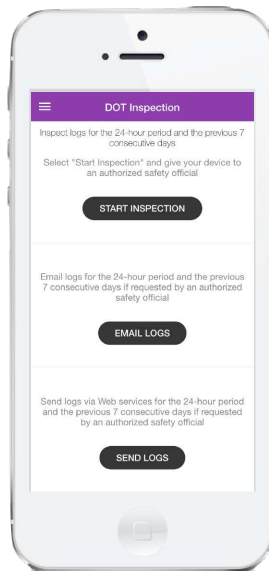 DOT Inspection
Inspect logs for the 24-hour period and the previous 7
consecutive days
Select "Start Inspection" and give your device to
an authorized safety official
START INSPECTION
Email logs for the 24-hour period and the previous
7 consecutive days if requested by an authorized
safety official
EMAIL LOGS
Send logs via Web services for the 24-hour period
and the previous 7 consecutive days if requested
by an authorized safety official
SEND LOGS